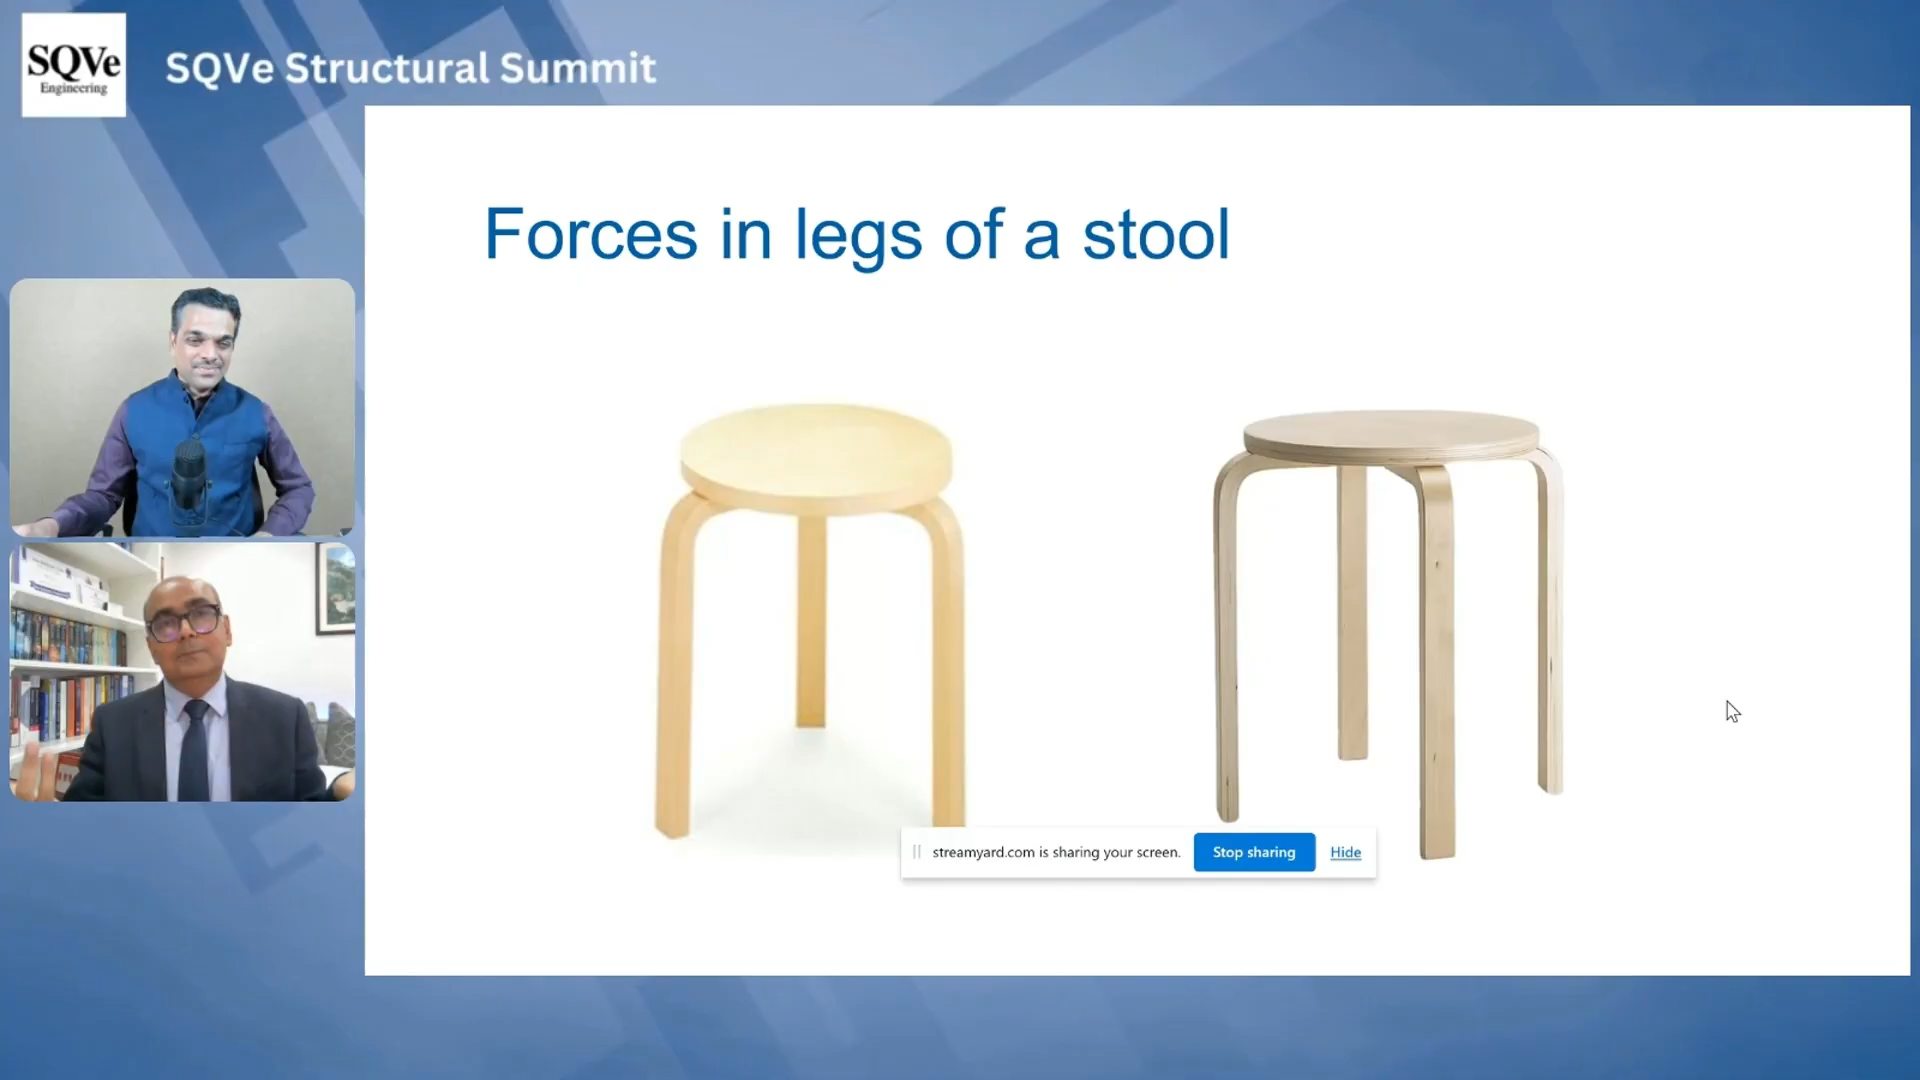 SQVe
Engineering
SQVe Structural Summit
Forces in legs of a stool
streamyard.com is sharing your screen.
Stop sharing
Hide